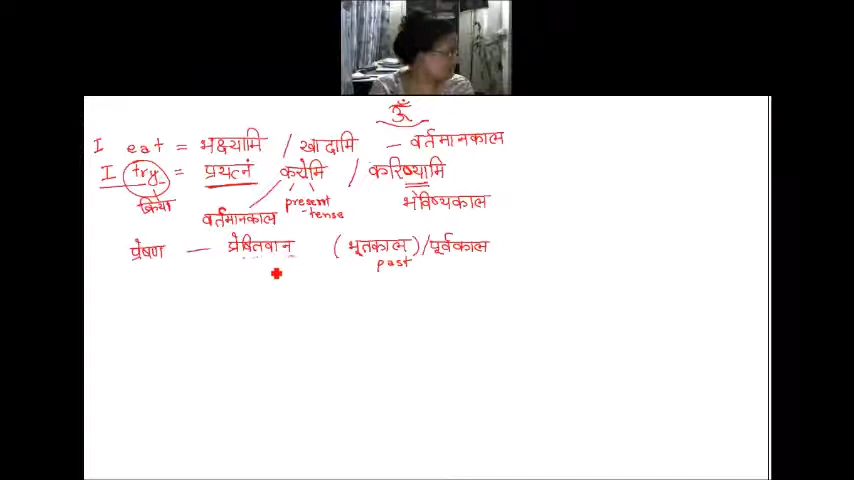 ॐ
I eat = भक्ष्यामि / खादामि - वर्तमानकाल
I try = प्रयत्नं करोमि / करिष्यामि
क्रिया वर्तमानकाल present tense भविष्यकाल
प्रेषण — प्रेषितवान (भूतकाल) / पूर्वकाल
past